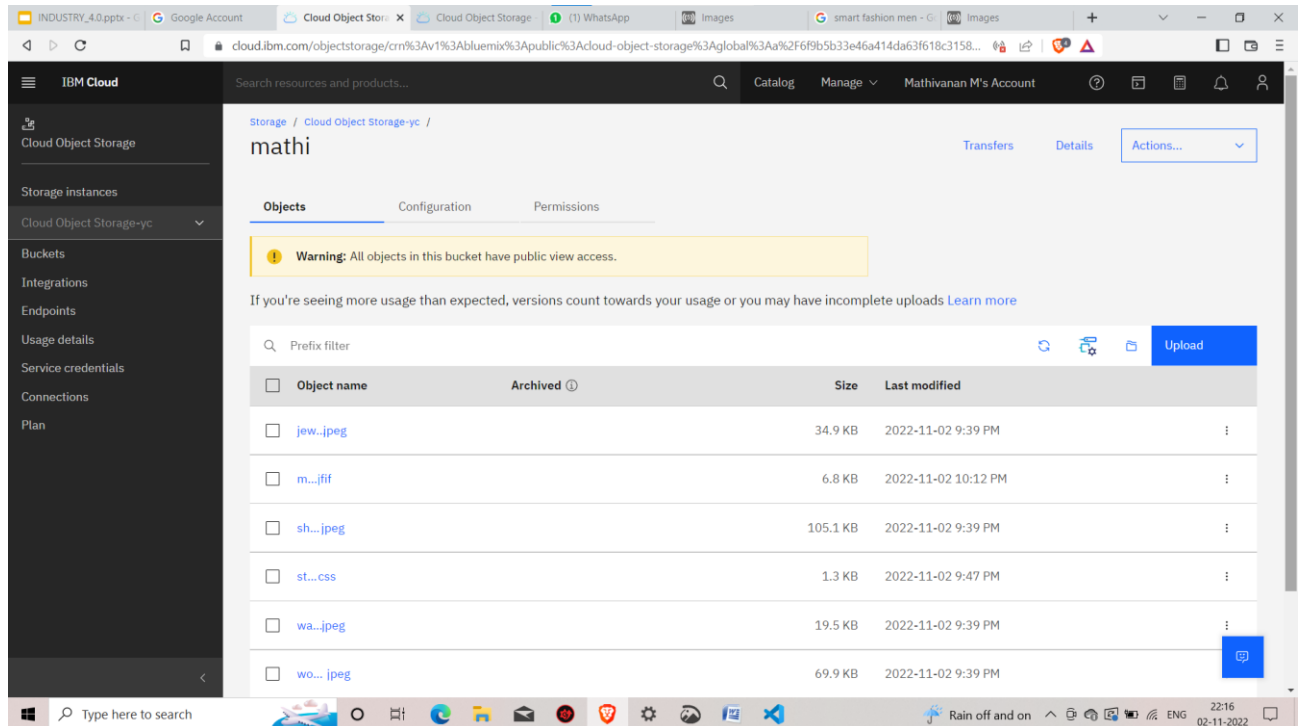 INDUSTRY_4.0.pptx - G
Google Account
Cloud Object Stora
Cloud Object Storage
(1) WhatsApp
Images
smart fashion men - G
Images
cloud.ibm.com/objectstorage/crn%3Av1%3Abluemix%3Apublic%3Acloud-object-storage%3Aglobal%3Aa%2F6f9b5b33e46a414da63f618c3158...
IBM Cloud
Search resources and products...
Catalog
Manage
Mathivanan M's Account
Cloud Object Storage
Storage instances
Cloud Object Storage-yc
Buckets
Integrations
Endpoints
Usage details
Service credentials
Connections
Plan
Storage / Cloud Object Storage-yc /
mathi
Transfers
Details
Actions...
Objects
Configuration
Permissions
Warning: All objects in this bucket have public view access.
If you're seeing more usage than expected, versions count towards your usage or you may have incomplete uploads Learn more
Prefix filter
Upload
Object name Archived Size Last modified
jew..jpeg 34.9 KB 2022-11-02 9:39 PM
m...jfif 6.8 KB 2022-11-02 10:12 PM
sh...jpeg 105.1 KB 2022-11-02 9:39 PM
st...css 1.3 KB 2022-11-02 9:47 PM
wa...jpeg 19.5 KB 2022-11-02 9:39 PM
wo... jpeg 69.9 KB 2022-11-02 9:39 PM
Type here to search
Rain off and on
ENG
22:16
02-11-2022